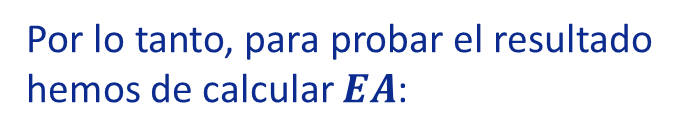 Por lo tanto, para probar el resultado
hemos de calcular EA: